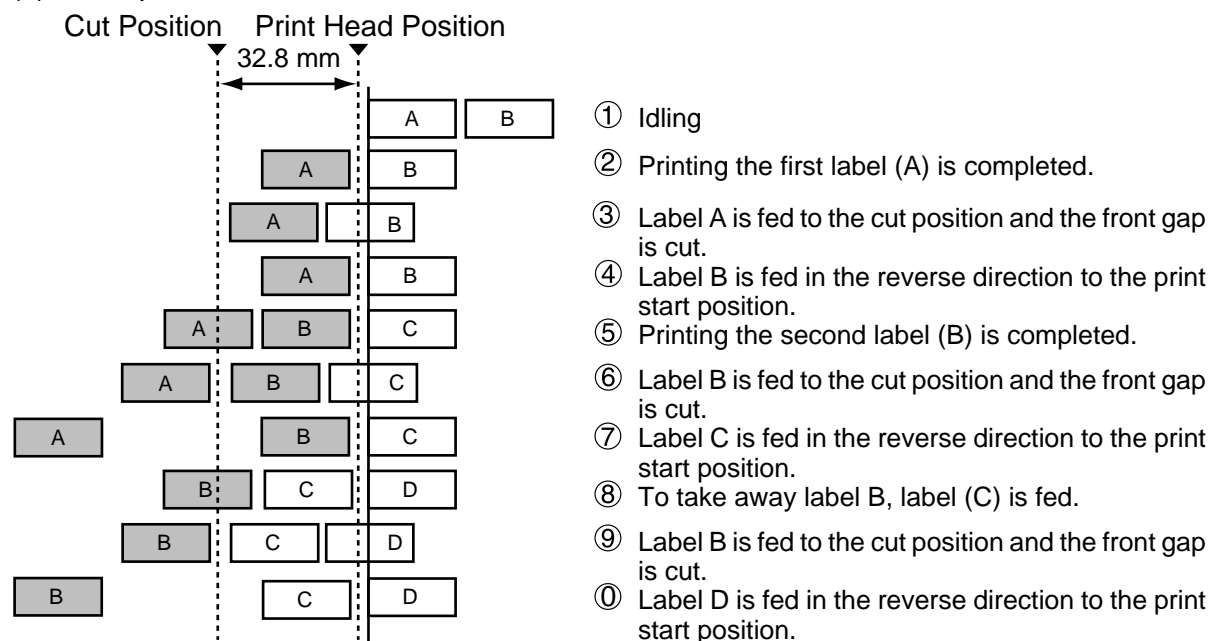 Cut Position Print Head Position
32.8 mm
A B
① Idling
A B
② Printing the first label (A) is completed.
A B
③ Label A is fed to the cut position and the front gap
is cut.
A B
④ Label B is fed in the reverse direction to the print
start position.
A B C
⑤ Printing the second label (B) is completed.
A B C
⑥ Label B is fed to the cut position and the front gap
is cut.
A B C
⑦ Label C is fed in the reverse direction to the print
start position.
B C D
⑧ To take away label B, label (C) is fed.
B C D
⑨ Label B is fed to the cut position and the front gap
is cut.
B C D
⓪ Label D is fed in the reverse direction to the print
start position.